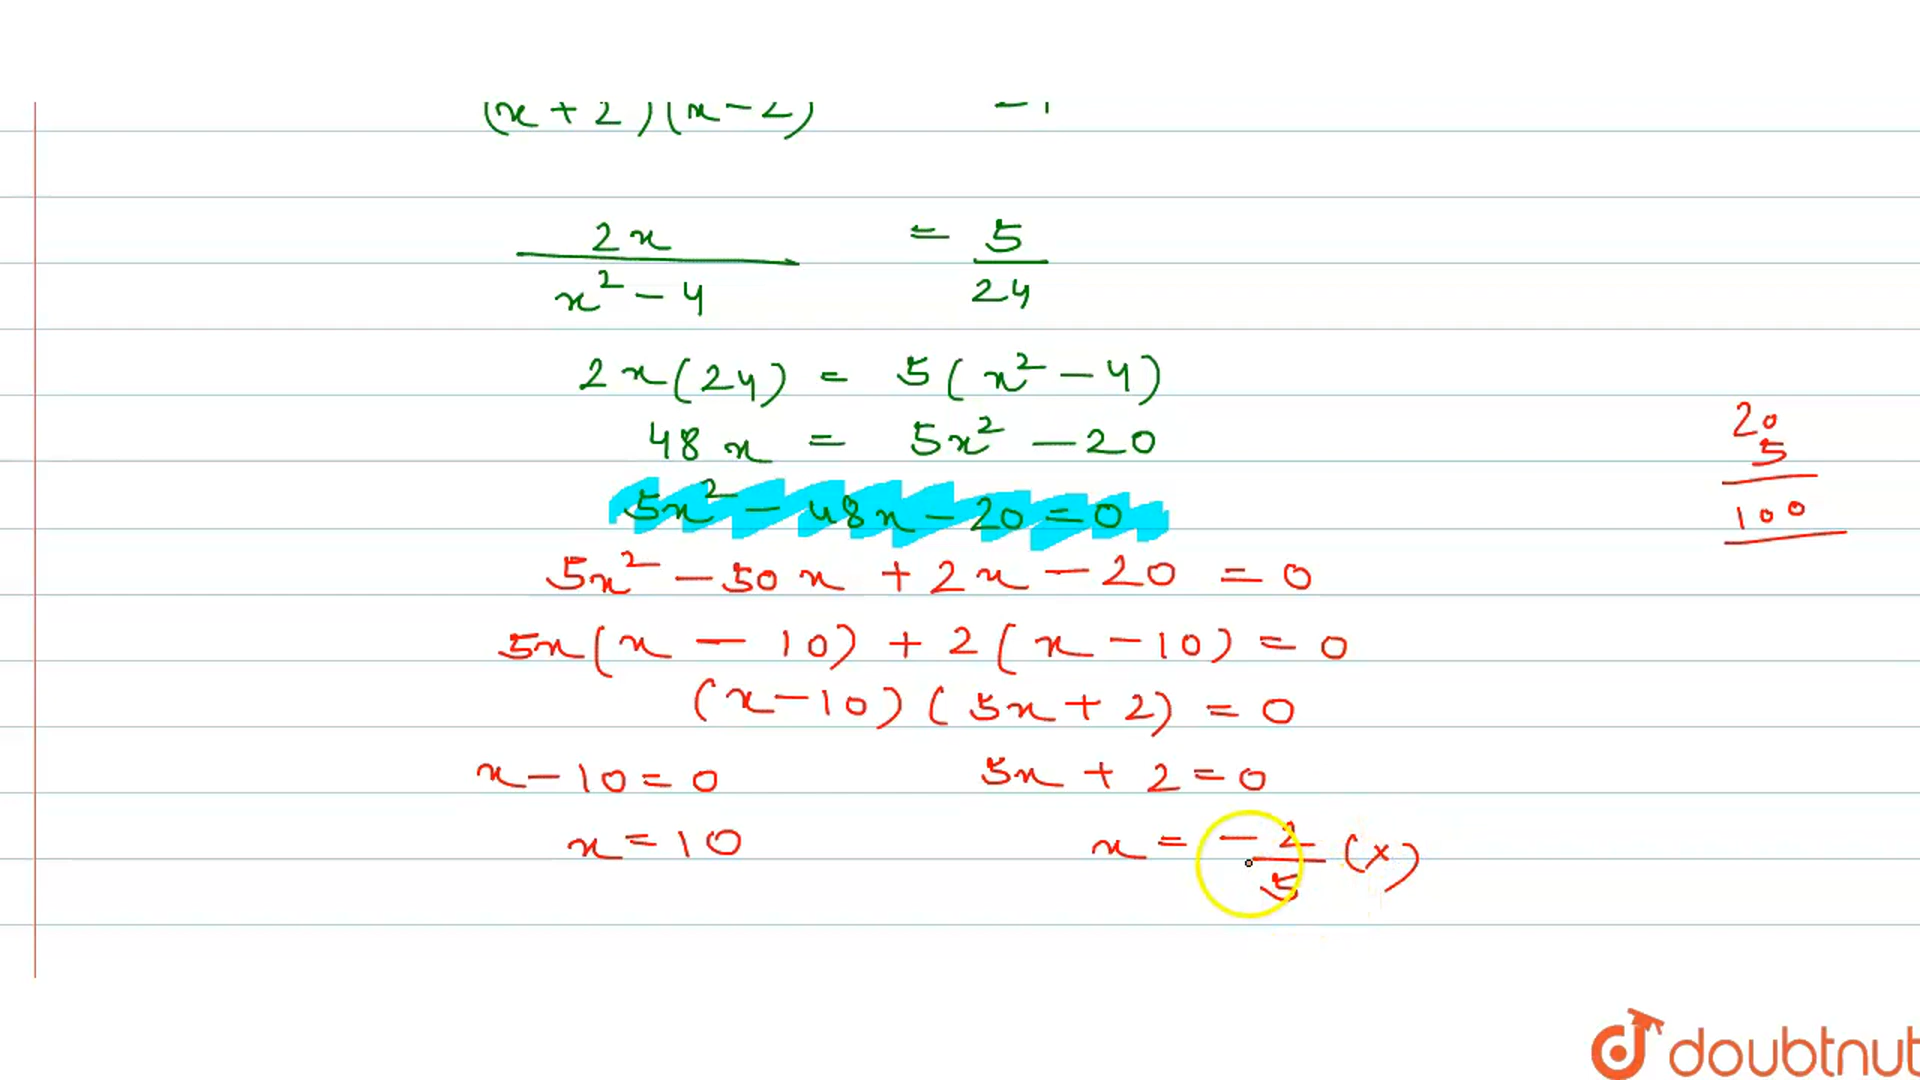 (x + 2)(x - 2)
2x / x² - 4 = 5 / 24
2x(24) = 5(x² - 4)
48x = 5x² - 20
5x² - 48x - 20 = 0
5x² - 50x + 2x - 20 = 0
5x(x - 10) + 2(x - 10) = 0
(x - 10)(5x + 2) = 0
x - 10 = 0 5x + 2 = 0
x = 10 x = -2/5 (x)
20
5
100
doubtnut